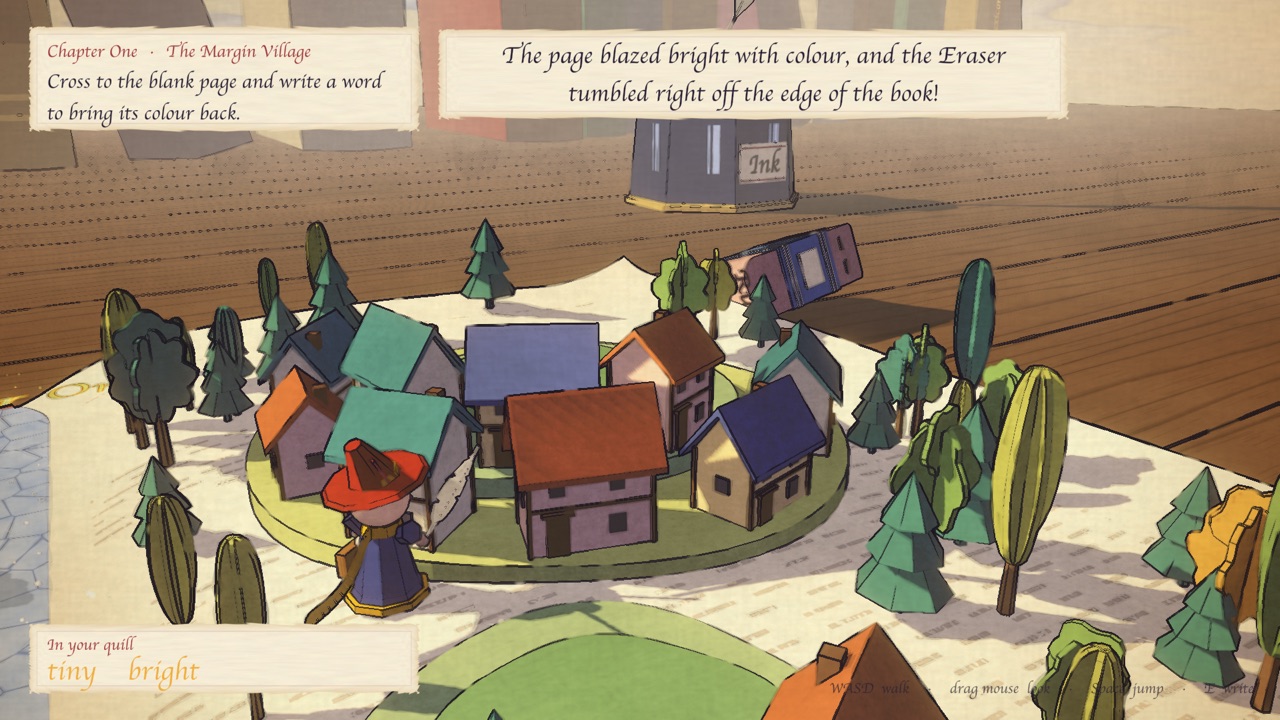 Chapter One · The Margin Village
Cross to the blank page and write a word
to bring its colour back.
The page blazed bright with colour, and the Eraser
tumbled right off the edge of the book!
Ink
In your quill
tiny bright
WASD walk · drag mouse look · Space jump · E write